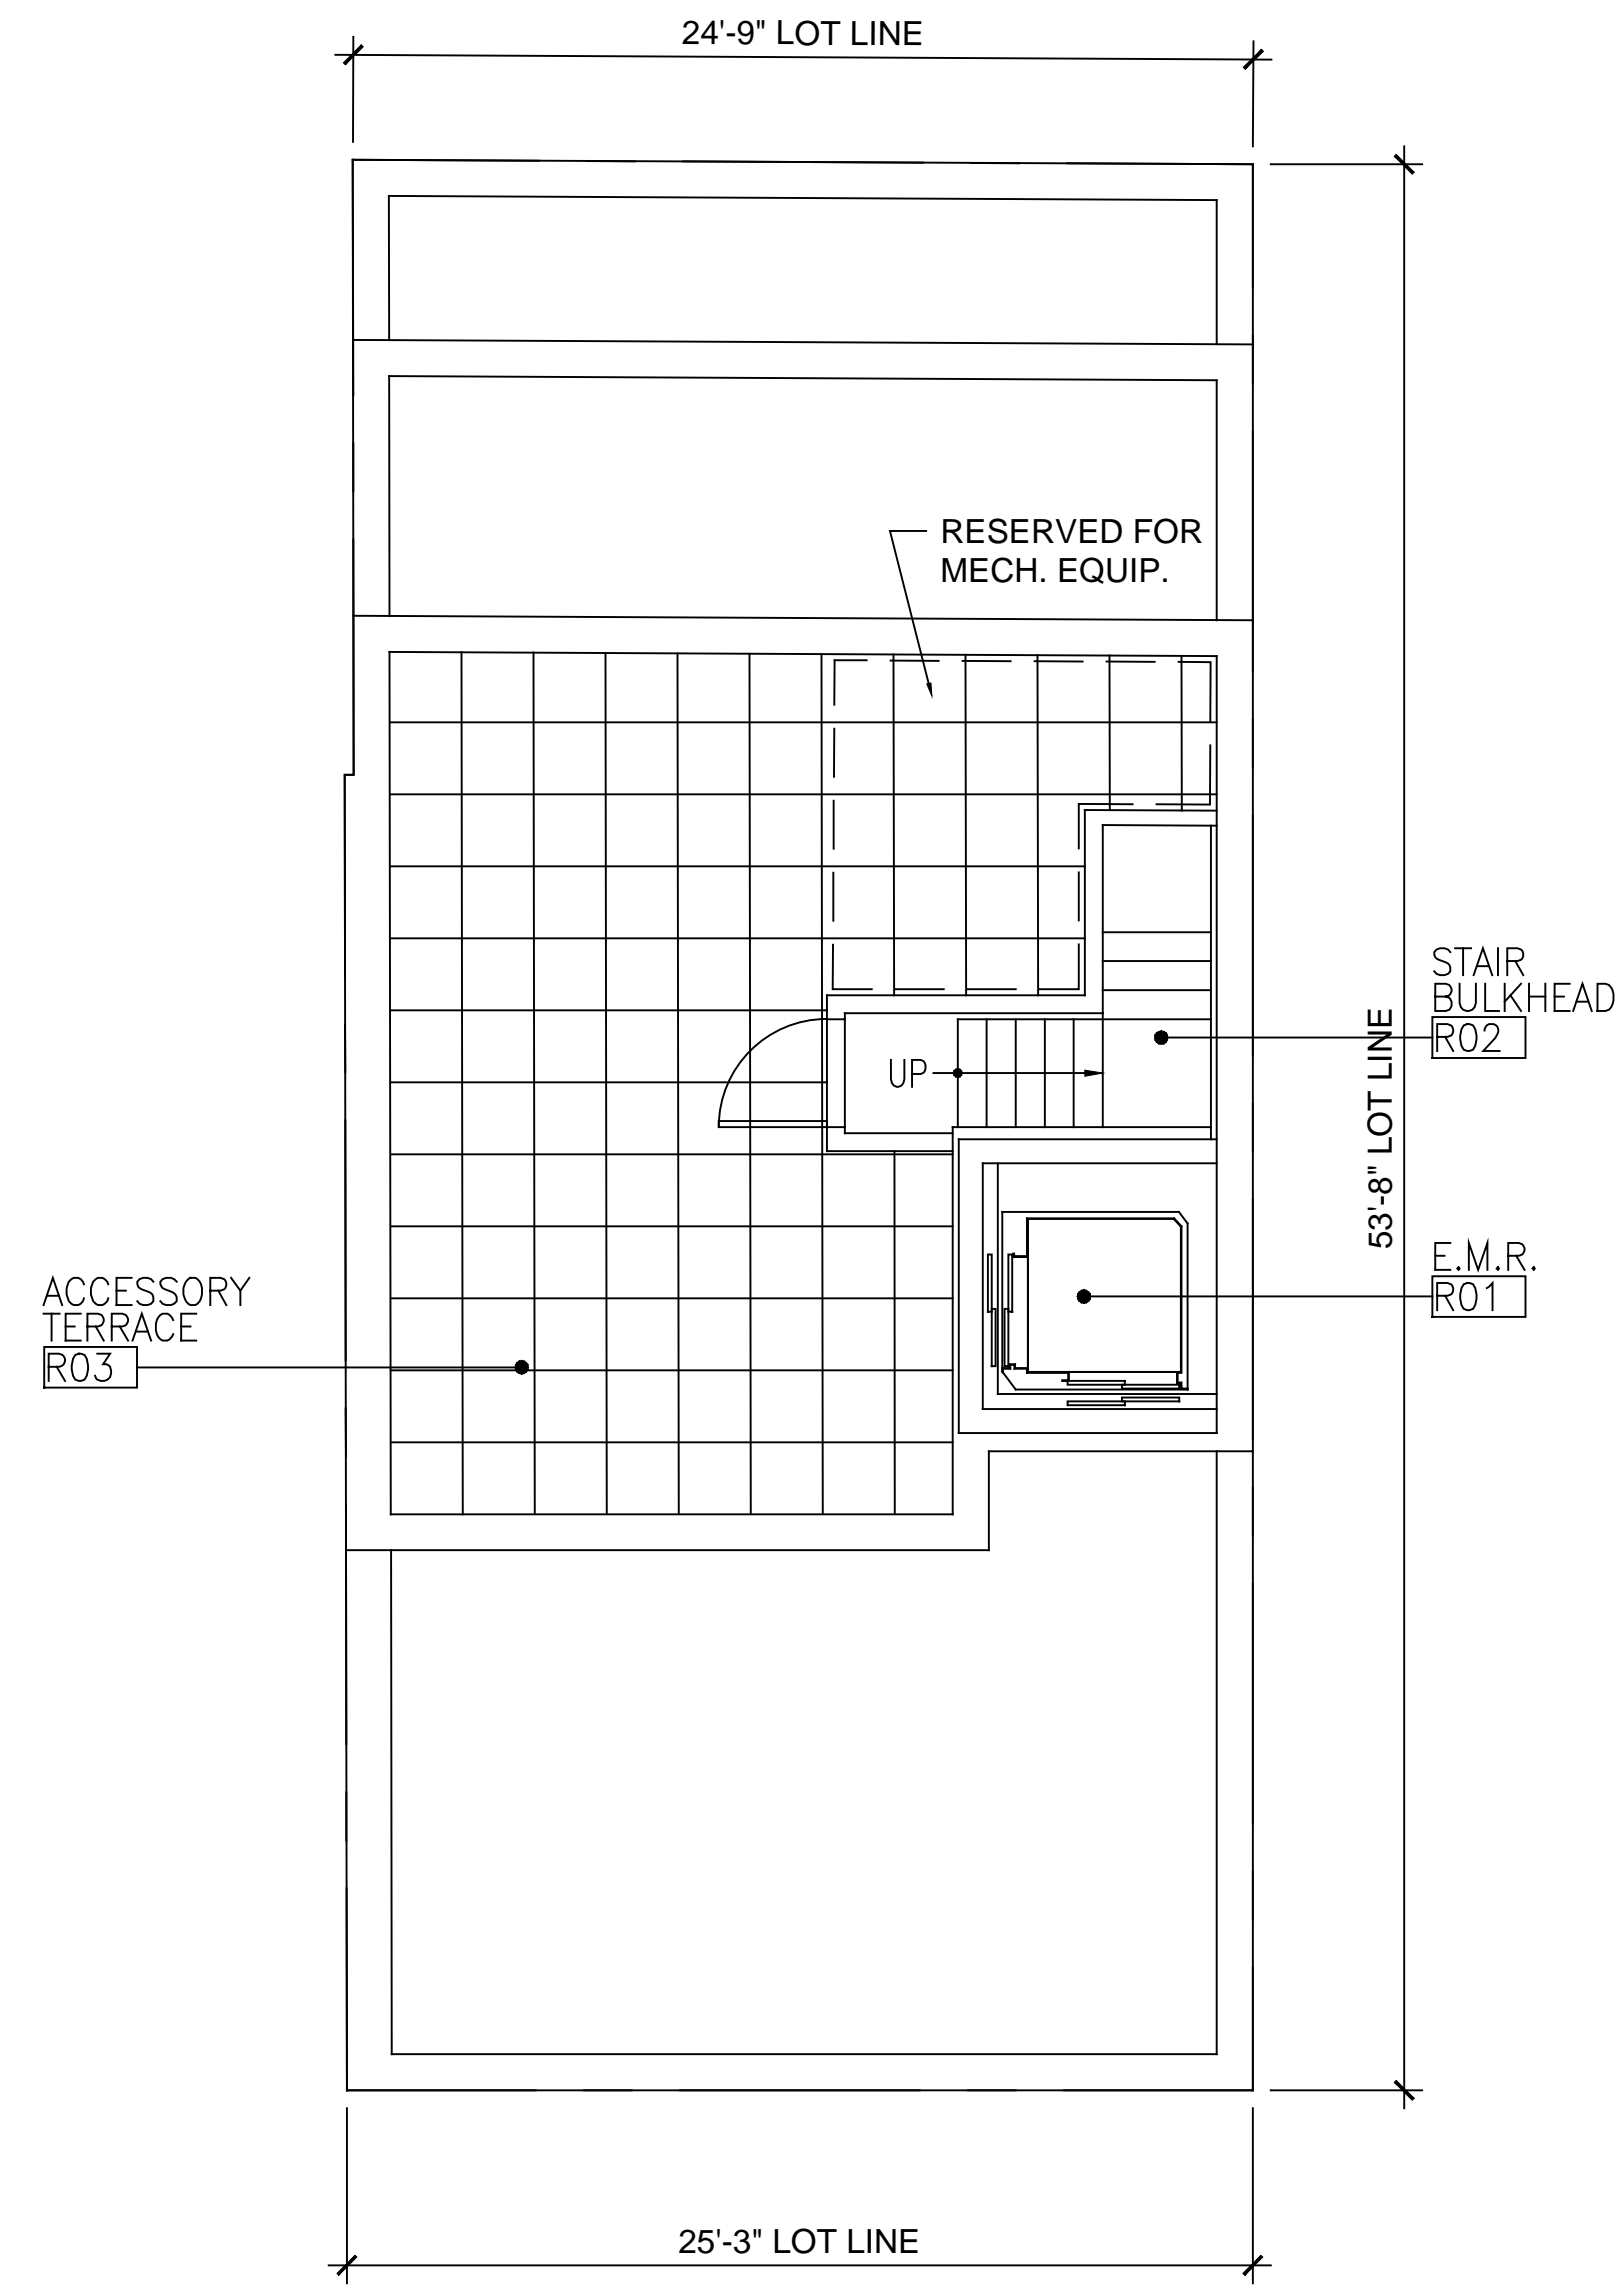 24'-9" LOT LINE
RESERVED FOR
MECH. EQUIP.
STAIR
BULKHEAD
R02
UP
53'-8" LOT LINE
E.M.R.
R01
ACCESSORY
TERRACE
R03
25'-3" LOT LINE